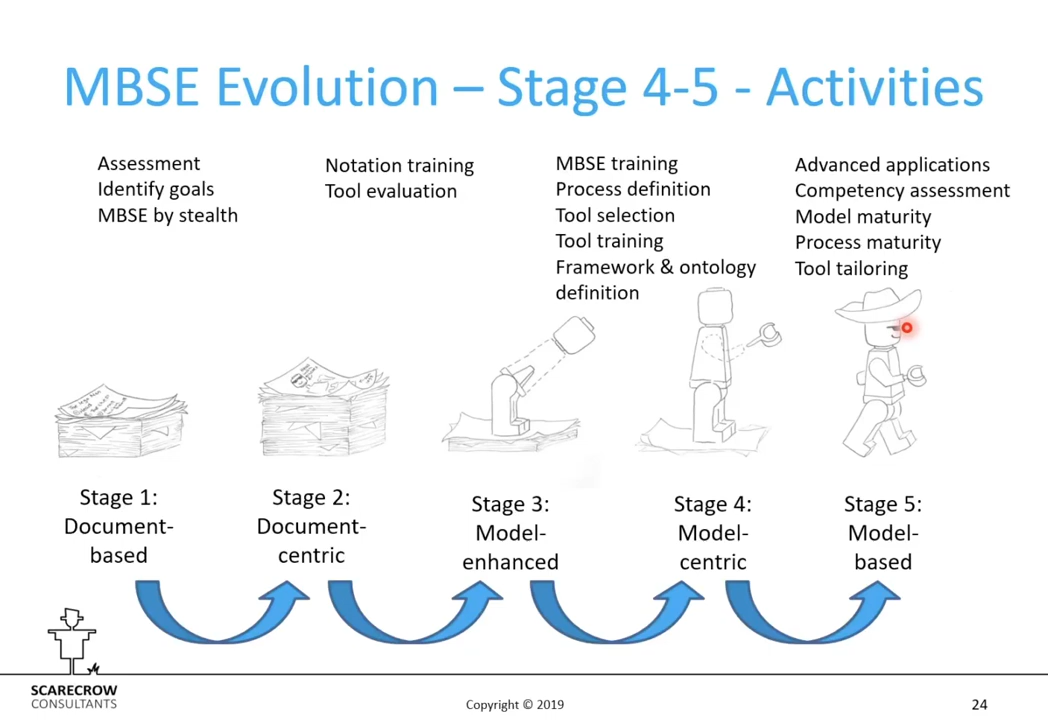 MBSE Evolution – Stage 4-5 - Activities
Assessment
Identify goals
MBSE by stealth
Notation training
Tool evaluation
MBSE training
Process definition
Tool selection
Tool training
Framework & ontology
definition
Advanced applications
Competency assessment
Model maturity
Process maturity
Tool tailoring
Stage 1:
Document-
based
Stage 2:
Document-
centric
Stage 3:
Model-
enhanced
Stage 4:
Model-
centric
Stage 5:
Model-
based
SCARECROW
CONSULTANTS
Copyright © 2019
24